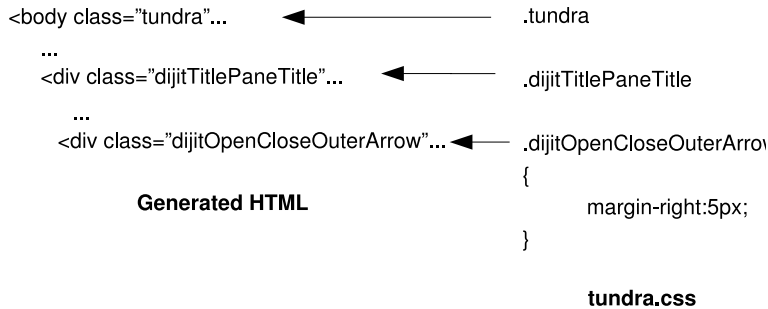 <body class=”tundra”... .tundra
...
<div class=”dijitTitlePaneTitle”... .dijitTitlePaneTitle
...
<div class=”dijitOpenCloseOuterArrow”... .dijitOpenCloseOuterArrow
{
Generated HTML
margin-right:5px;
}
tundra.css